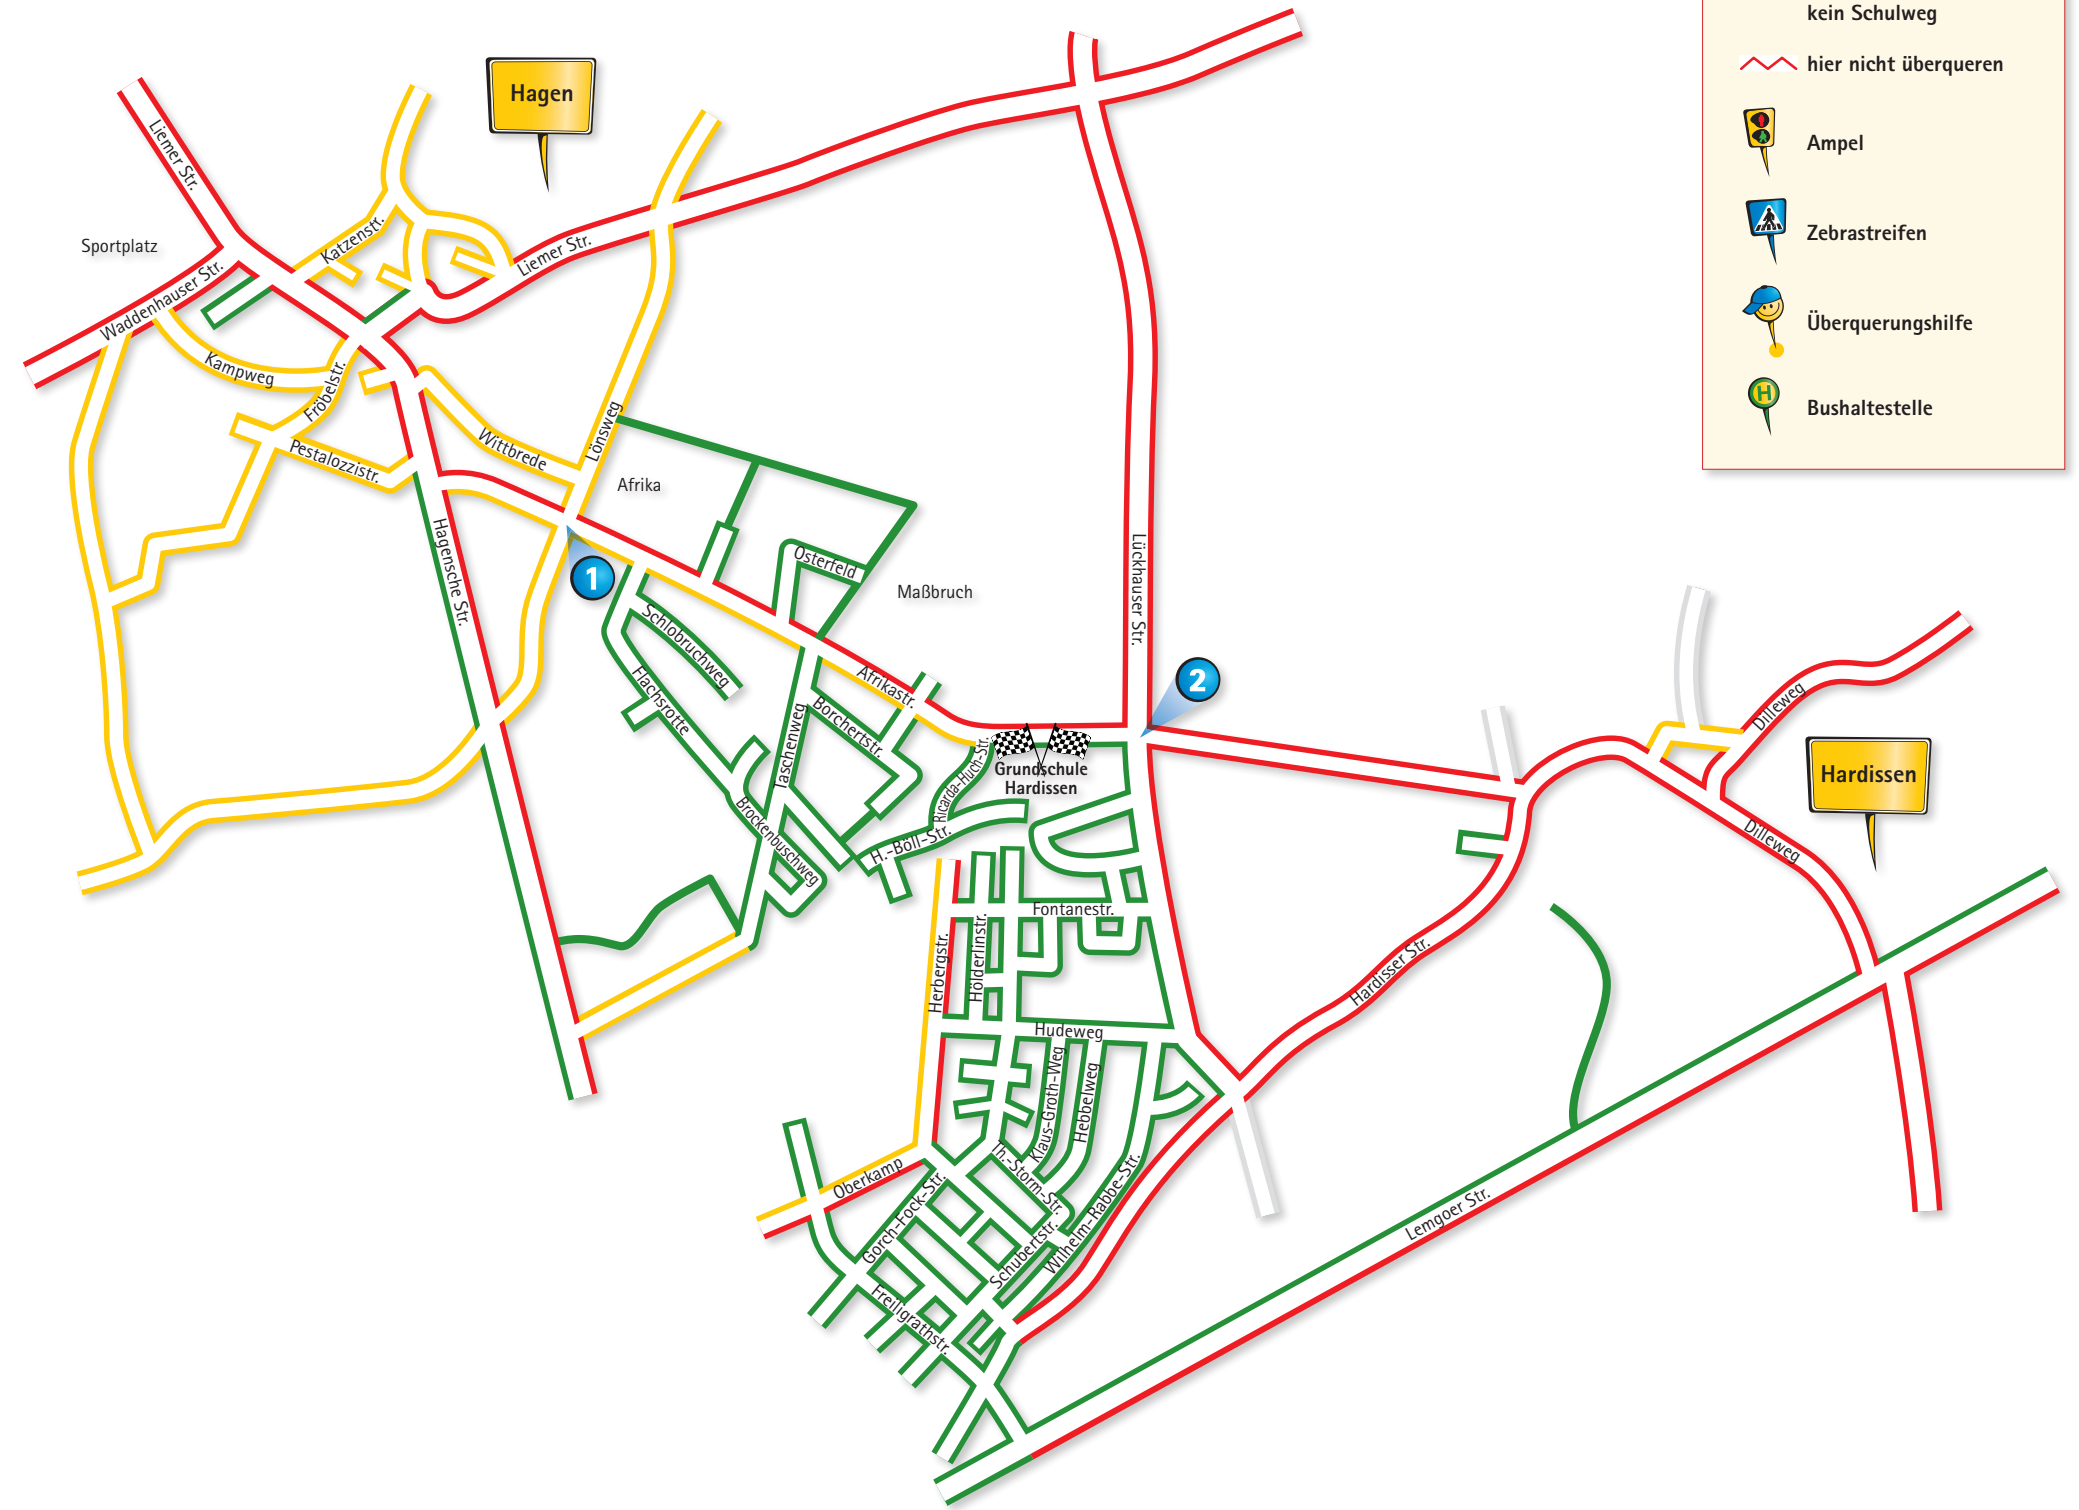 kein Schulweg
hier nicht überqueren
Ampel
Zebrastreifen
Überquerungshilfe
H
Bushaltestelle
Hagen
Liemer Str.
Sportplatz
Katzenstr.
Liemer Str.
Waddenhauser Str.
Kampweg
Fröbelstr.
Pestalozzistr.
Wittbrede
Lönsweg
Afrika
Hagensche Str.
1
Osterfeld
Maßbruch
Lückhauser Str.
Schlobruchweg
Flachsrotte
Afrikastr.
2
Borchertstr.
Taschenweg
Ricarda-Huch-Str.
Grundschule
Hardissen
Brockenbuschweg
H.-Böll-Str.
Dilleweg
Hardissen
Dilleweg
Fontanestr.
Herbergstr.
Hölderlinstr.
Hardisser Str.
Hudeweg
Klaus-Groth-Weg
Hebbelweg
Oberkamp
Th.-Storm-Str.
Gorch-Fock-Str.
Schubertstr.
Wilhelm-Rabbe-Str.
Freiligrathstr.
Lemgoer Str.